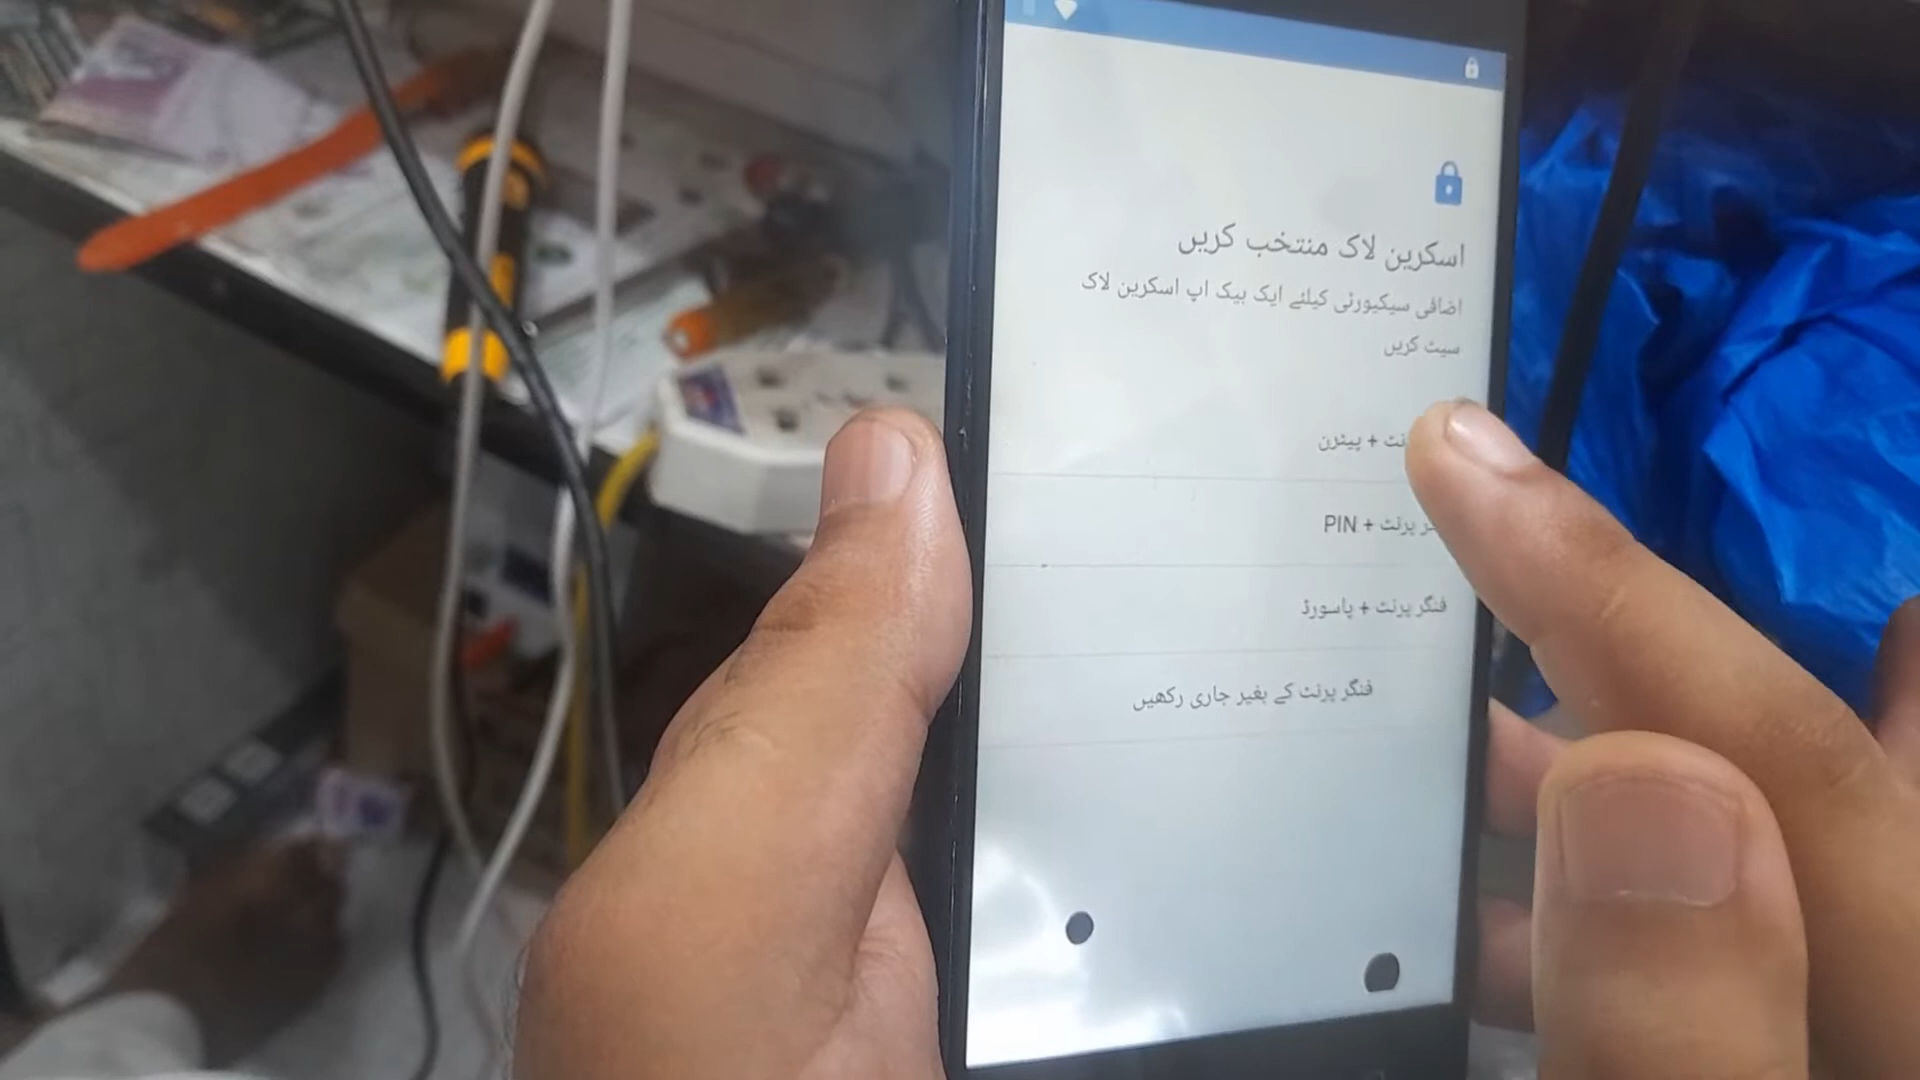 اسکرین لاک منتخب کریں
اضافی سیکیورٹی کیلئے ایک بیک اپ اسکرین لاک
سیٹ کریں
+ پیٹرن
پرنٹ + PIN
فنگر پرنٹ + پاسورڈ
فنگر پرنٹ کے بغیر جاری رکھیں